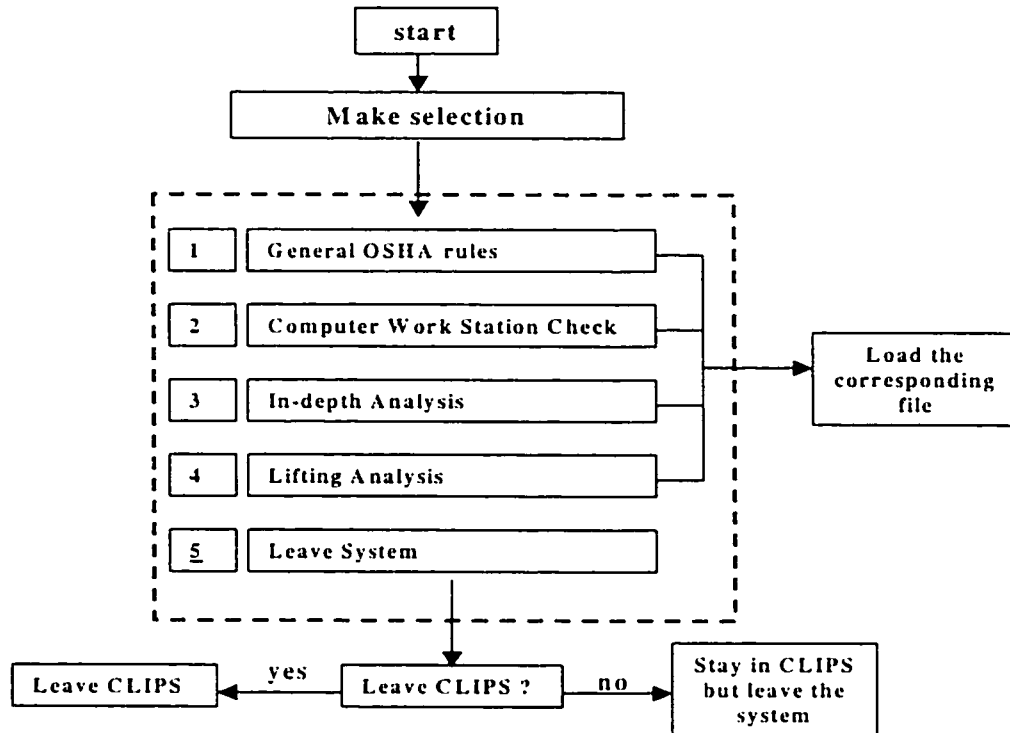 start
Make selection
1 General OSHA rules
2 Computer Work Station Check
3 In-depth Analysis
4 Lifting Analysis
5 Leave System
Load the
corresponding
file
Leave CLIPS
yes
Leave CLIPS ?
no
Stay in CLIPS
but leave the
system